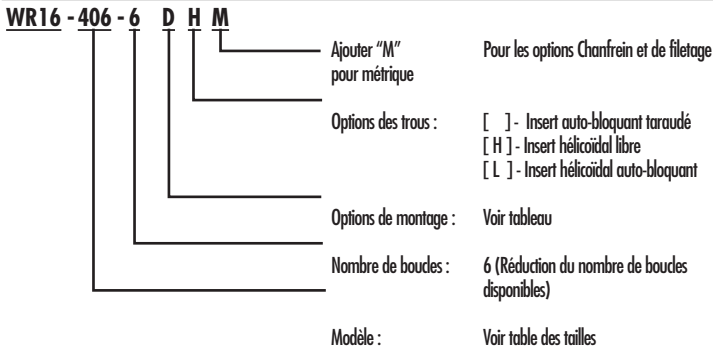 WR16 - 406 - 6 D H M
Ajouter “M” Pour les options Chanfrein et de filetage
pour métrique
Options des trous : [ ] - Insert auto-bloquant taraudé
[ H ] - Insert hélicoïdal libre
[ L ] - Insert hélicoïdal auto-bloquant
Options de montage : Voir tableau
Nombre de boucles : 6 (Réduction du nombre de boucles
disponibles)
Modèle : Voir table des tailles